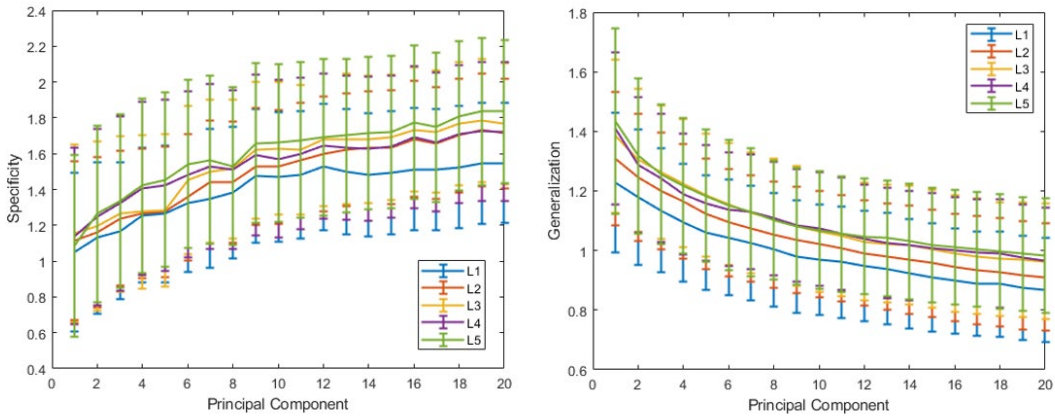 2.4
2.2
2
1.8
1.6
1.4
1.2
1
0.8
0.6
0.4
Specificity
0 2 4 6 8 10 12 14 16 18 20
Principal Component
L1
L2
L3
L4
L5
1.8
1.6
1.4
1.2
1
0.8
0.6
Generalization
0 2 4 6 8 10 12 14 16 18 20
Principal Component
L1
L2
L3
L4
L5